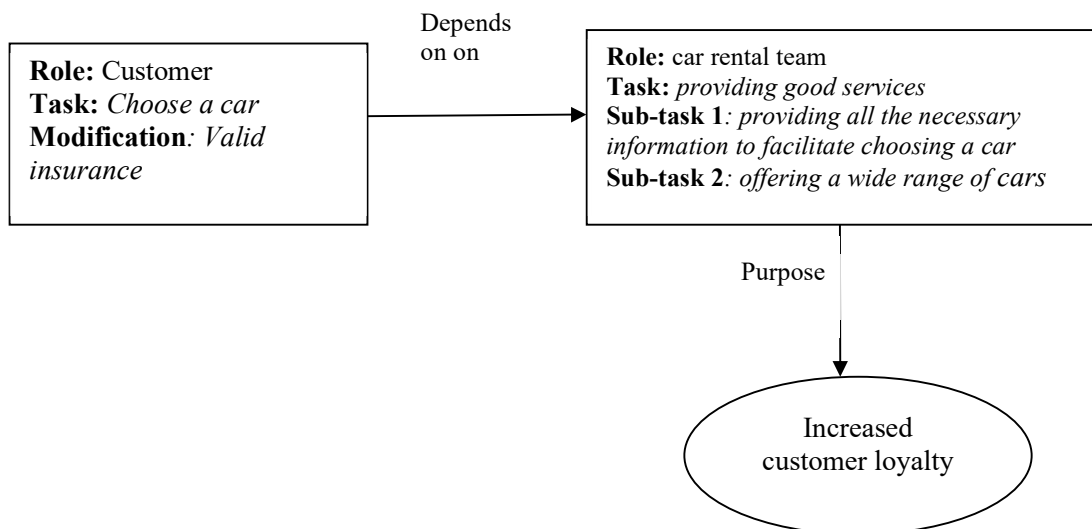 Depends
on on
Role: Customer
Task: Choose a car
Modification: Valid
insurance
Role: car rental team
Task: providing good services
Sub-task 1: providing all the necessary
information to facilitate choosing a car
Sub-task 2: offering a wide range of cars
Purpose
Increased
customer loyalty